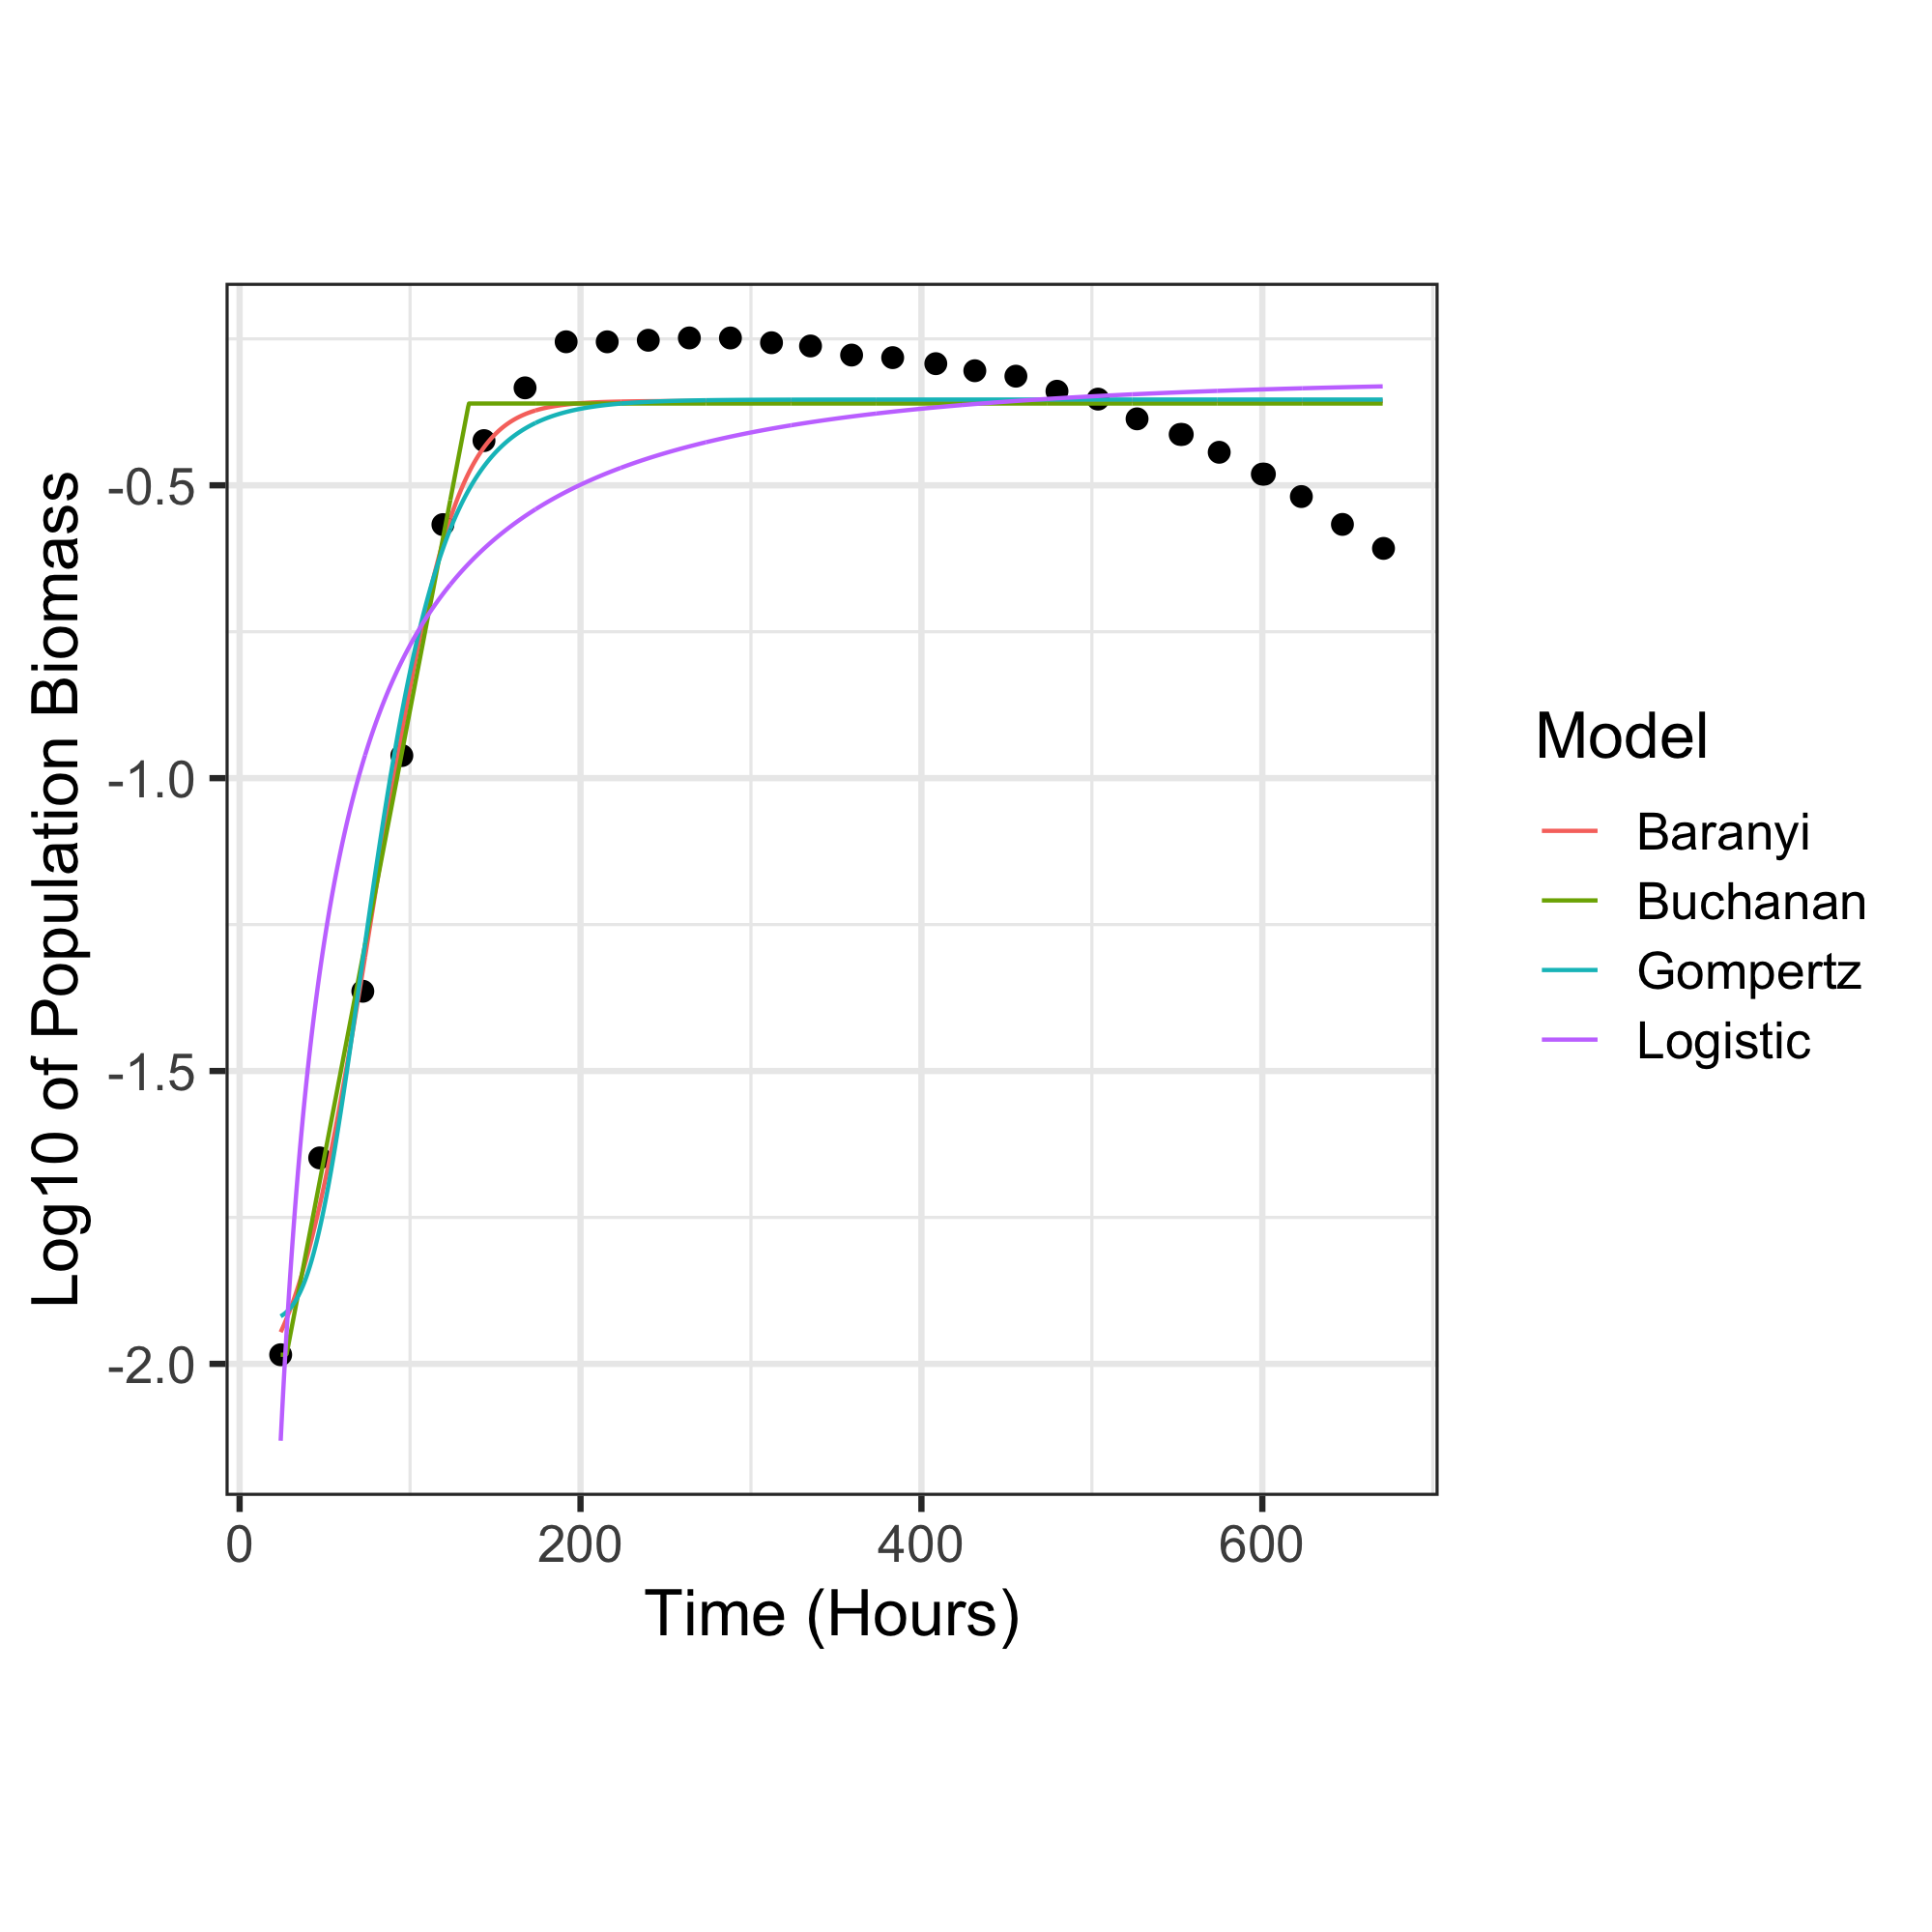 Log10 of Population Biomass
-0.5
-1.0
-1.5
-2.0
0 200 400 600
Time (Hours)
Model
Baranyi
Buchanan
Gompertz
Logistic